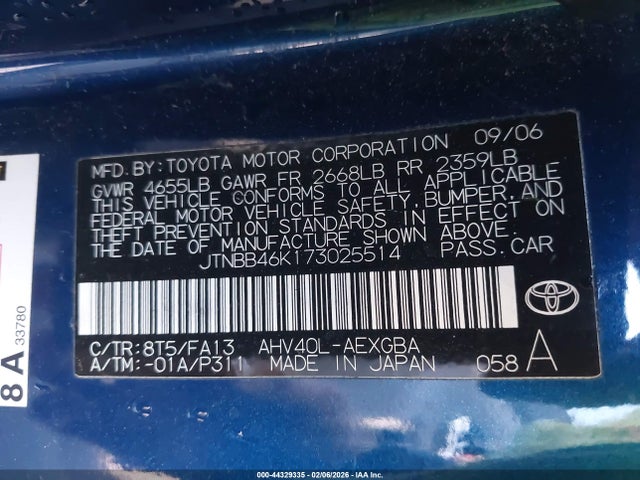 MFD. BY: TOYOTA MOTOR CORPORATION 09/06
GVWR 4655LB GAWR FR 2668LB RR 2359LB
THIS VEHICLE CONFORMS TO ALL APPLICABLE
FEDERAL MOTOR VEHICLE SAFETY, BUMPER, AND
THEFT PREVENTION STANDARDS IN EFFECT ON
THE DATE OF MANUFACTURE SHOWN ABOVE.
JTNBB46K173025514 PASS. CAR
C/TR: 8T5/FA13 AHV40L-AEXGBA
A/TM: -01A/P311 MADE IN JAPAN 058 A
8 A 33780
000-44329335 - 02/06/2026 - IAA Inc.